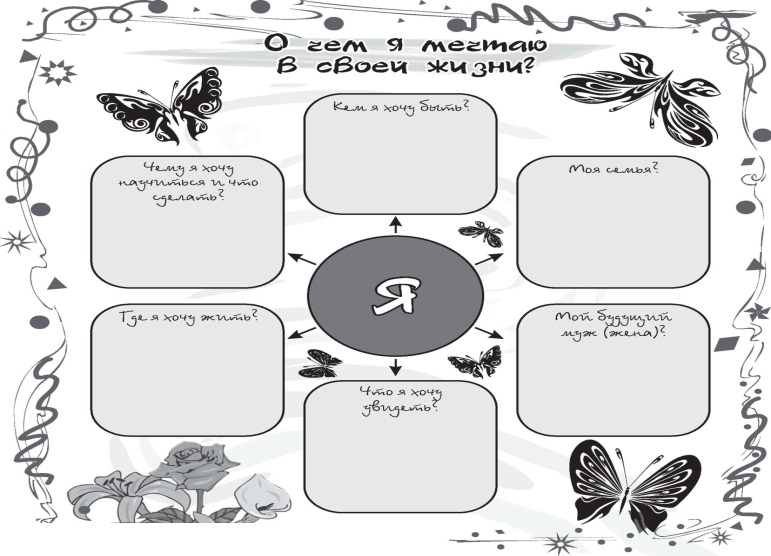 О чем я мечтаю
в своей жизни?
Кем я хочу быть?
Чему я хочу
научиться и что
сделать?
Моя семья?
Я
Где я хочу жить?
Мой будущий
муж (жена)?
Что я хочу
увидеть?